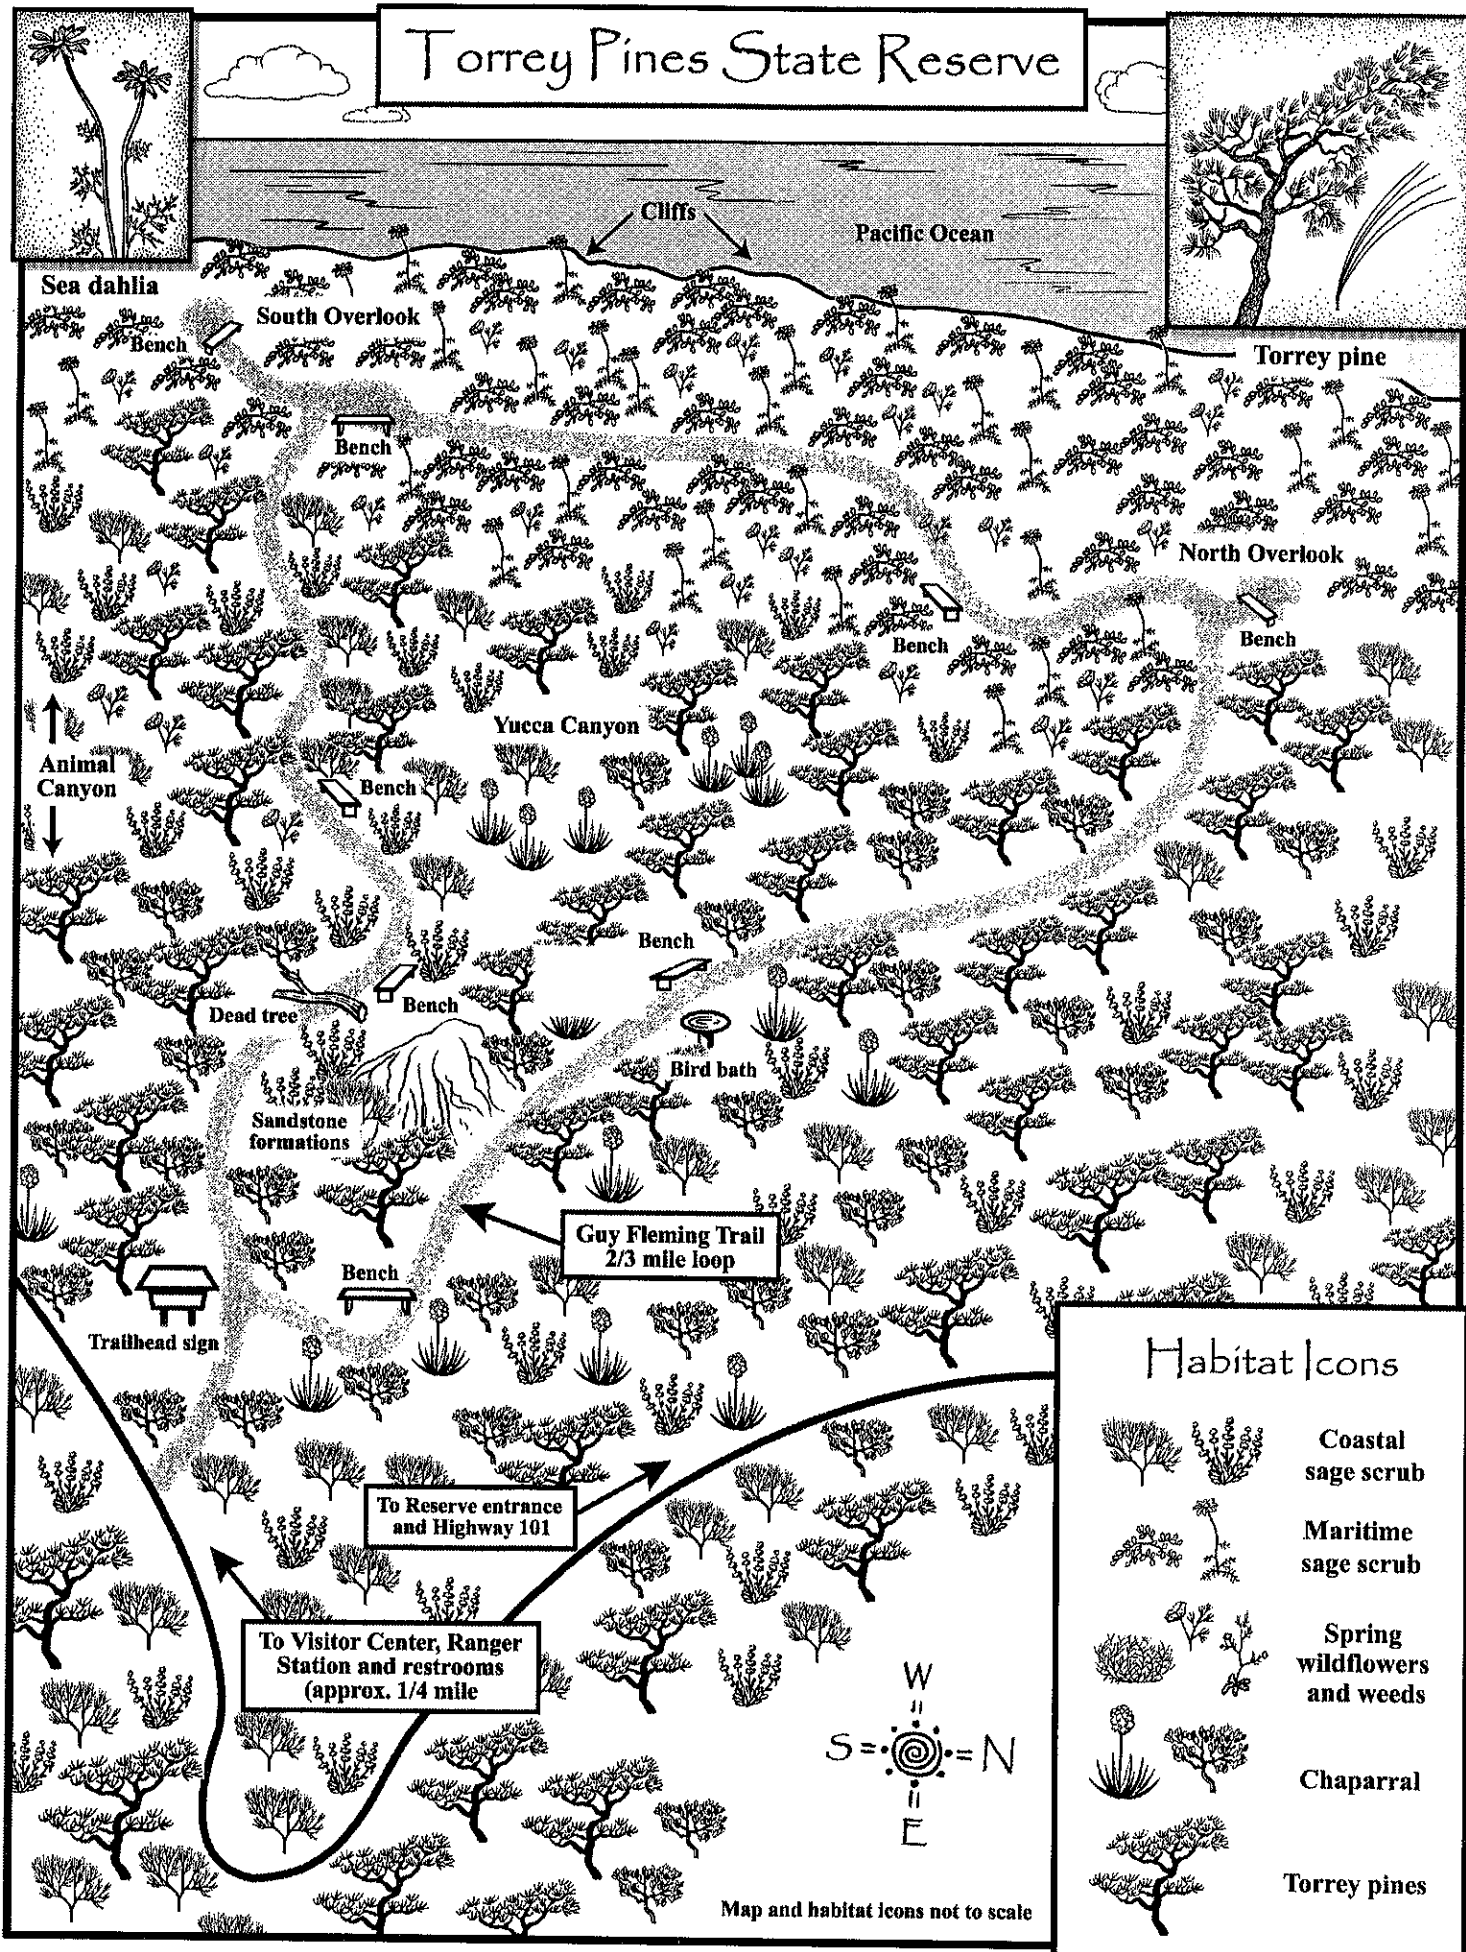 Torrey Pines State Reserve
Cliffs
Pacific Ocean
Sea dahlia
South Overlook
Bench
Torrey pine
Bench
North Overlook
Bench
Bench
Yucca Canyon
Animal
Canyon
Bench
Bench
Bench
Dead tree
Bird bath
Sandstone
formations
Guy Fleming Trail
2/3 mile loop
Bench
Trailhead sign
To Reserve entrance
and Highway 101
To Visitor Center, Ranger
Station and restrooms
(approx. 1/4 mile
W
S
N
E
Map and habitat icons not to scale
Habitat Icons
Coastal
sage scrub
Maritime
sage scrub
Spring
wildflowers
and weeds
Chaparral
Torrey pines